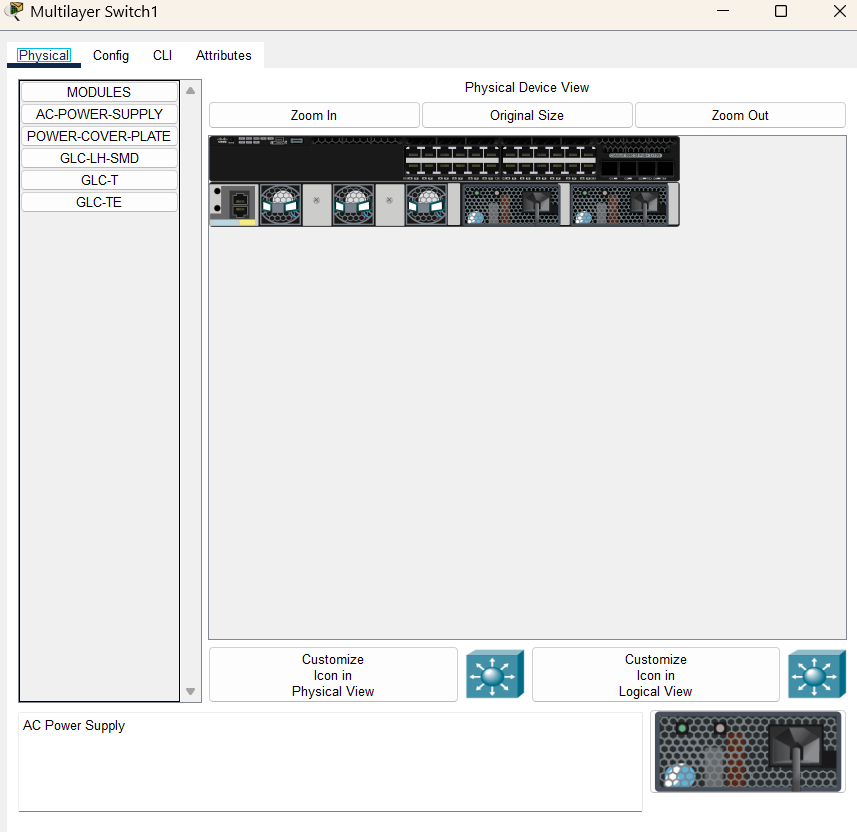 Multilayer Switch1
Physical
Config
CLI
Attributes
MODULES
AC-POWER-SUPPLY
POWER-COVER-PLATE
GLC-LH-SMD
GLC-T
GLC-TE
Physical Device View
Zoom In
Original Size
Zoom Out
Customize
Icon in
Physical View
Customize
Icon in
Logical View
AC Power Supply